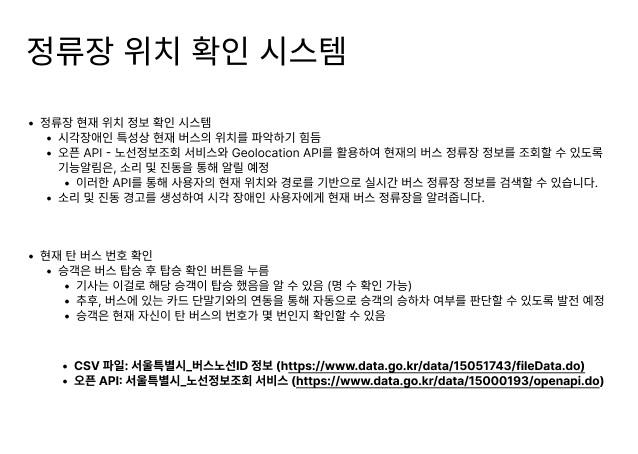 정류장 위치 확인 시스템
• 정류장 현재 위치 정보 확인 시스템
• 시각장애인 특성상 현재 버스의 위치를 파악하기 힘듬
• 오픈 API - 노선정보조회 서비스와 Geolocation API를 활용하여 현재의 버스 정류장 정보를 조회할 수 있도록
기능알림은, 소리 및 진동을 통해 알릴 예정
• 이러한 API를 통해 사용자의 현재 위치와 경로를 기반으로 실시간 버스 정류장 정보를 검색할 수 있습니다.
• 소리 및 진동 경고를 생성하여 시각 장애인 사용자에게 현재 버스 정류장을 알려줍니다.
• 현재 탄 버스 번호 확인
• 승객은 버스 탑승 후 탑승 확인 버튼을 누름
• 기사는 이걸로 해당 승객이 탑승 했음을 알 수 있음 (명 수 확인 가능)
• 추후, 버스에 있는 카드 단말기와의 연동을 통해 자동으로 승객의 승하차 여부를 판단할 수 있도록 발전 예정
• 승객은 현재 자신이 탄 버스의 번호가 몇 번인지 확인할 수 있음
• CSV 파일: 서울특별시_버스노선ID 정보 (https://www.data.go.kr/data/15051743/fileData.do)
• 오픈 API: 서울특별시_노선정보조회 서비스 (https://www.data.go.kr/data/15000193/openapi.do)